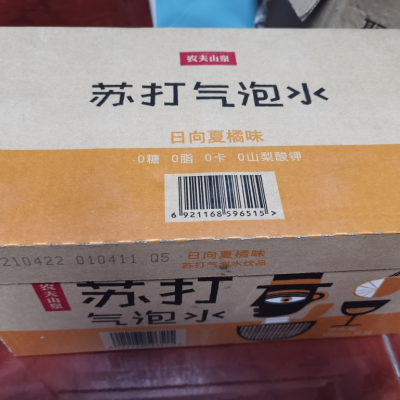 农夫山泉
苏打气泡水
日向夏橘味
0糖 0脂 0卡 0山梨酸钾
6 921168 596515 >
210422 010411 Q5
日向夏橘味
苏打气泡水饮品
农夫山泉
苏打
气泡水